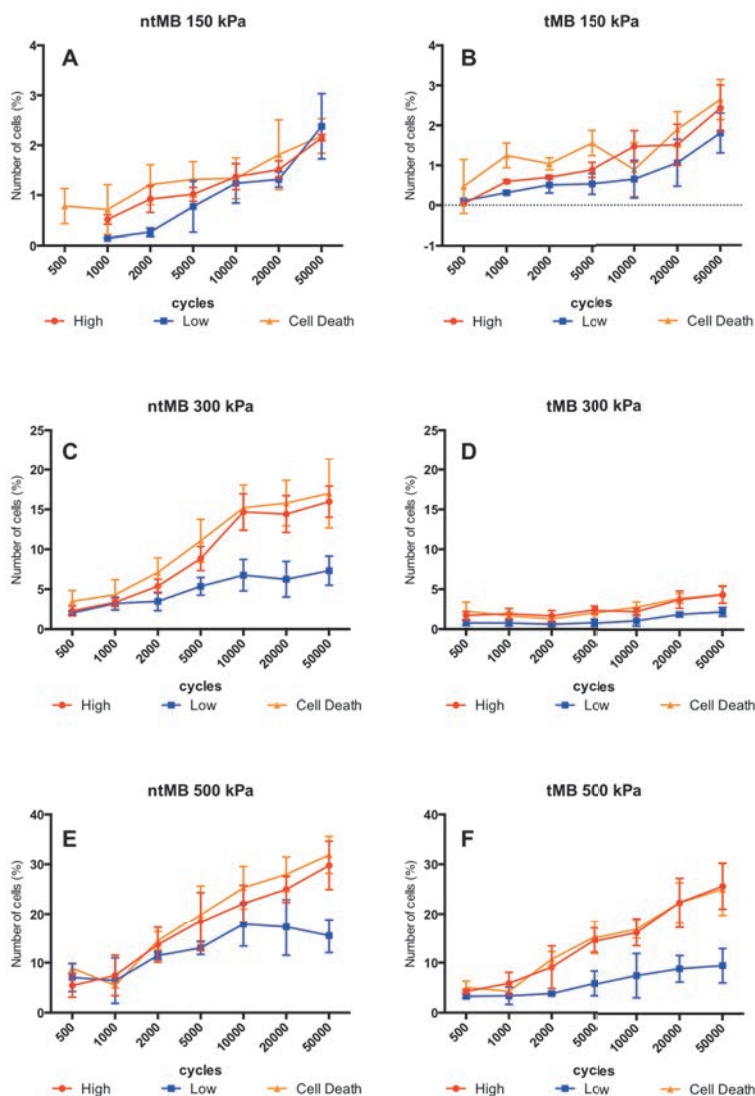 ntMB 150 kPa
A
Number of cells (%)
4
3
2
1
0
500 1000 2000 5000 10000 20000 50000
cycles
High Low Cell Death
tMB 150 kPa
B
Number of cells (%)
4
3
2
1
0
-1
500 1000 2000 5000 10000 20000 50000
cycles
High Low Cell Death
ntMB 300 kPa
C
Number of cells (%)
25
20
15
10
5
0
500 1000 2000 5000 10000 20000 50000
cycles
High Low Cell Death
tMB 300 kPa
D
Number of cells (%)
25
20
15
10
5
0
500 1000 2000 5000 10000 20000 50000
cycles
High Low Cell Death
ntMB 500 kPa
E
Number of cells (%)
40
30
20
10
0
500 1000 2000 5000 10000 20000 50000
cycles
High Low Cell Death
tMB 500 kPa
F
Number of cells (%)
40
30
20
10
0
500 1000 2000 5000 10000 20000 50000
cycles
High Low Cell Death